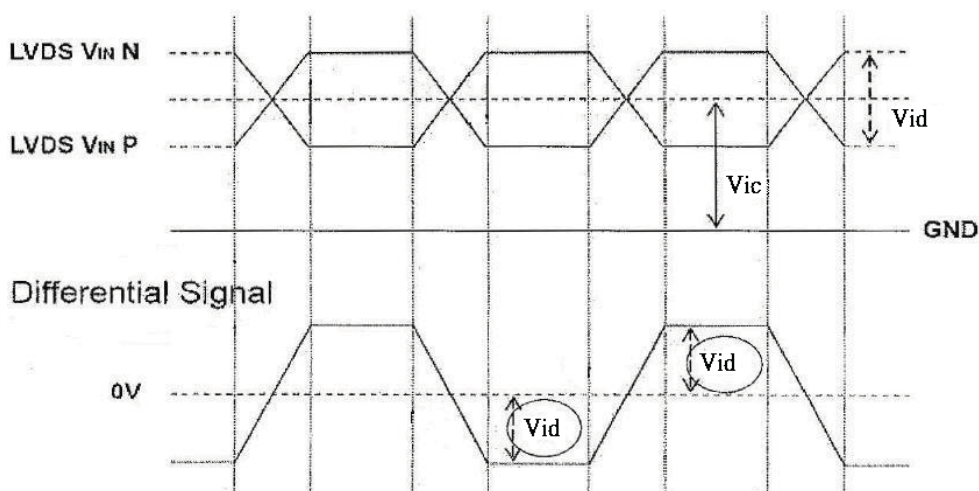 LVDS VIN N
Vid
LVDS VIN P
Vic
GND
Differential Signal
Vid
0V
Vid